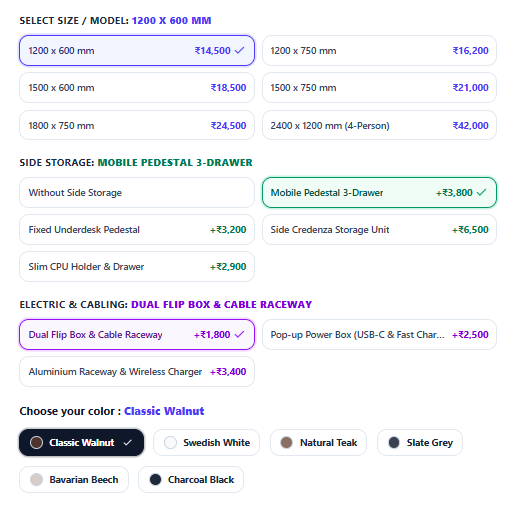 SELECT SIZE / MODEL: 1200 X 600 MM
1200 x 600 mm ₹14,500 ✓
1200 x 750 mm ₹16,200
1500 x 600 mm ₹18,500
1500 x 750 mm ₹21,000
1800 x 750 mm ₹24,500
2400 x 1200 mm (4-Person) ₹42,000
SIDE STORAGE: MOBILE PEDESTAL 3-DRAWER
Without Side Storage
Mobile Pedestal 3-Drawer +₹3,800 ✓
Fixed Underdesk Pedestal +₹3,200
Side Credenza Storage Unit +₹6,500
Slim CPU Holder & Drawer +₹2,900
ELECTRIC & CABLING: DUAL FLIP BOX & CABLE RACEWAY
Dual Flip Box & Cable Raceway +₹1,800 ✓
Pop-up Power Box (USB-C & Fast Char... +₹2,500
Aluminium Raceway & Wireless Charger +₹3,400
Choose your color : Classic Walnut
Classic Walnut ✓
Swedish White
Natural Teak
Slate Grey
Bavarian Beech
Charcoal Black